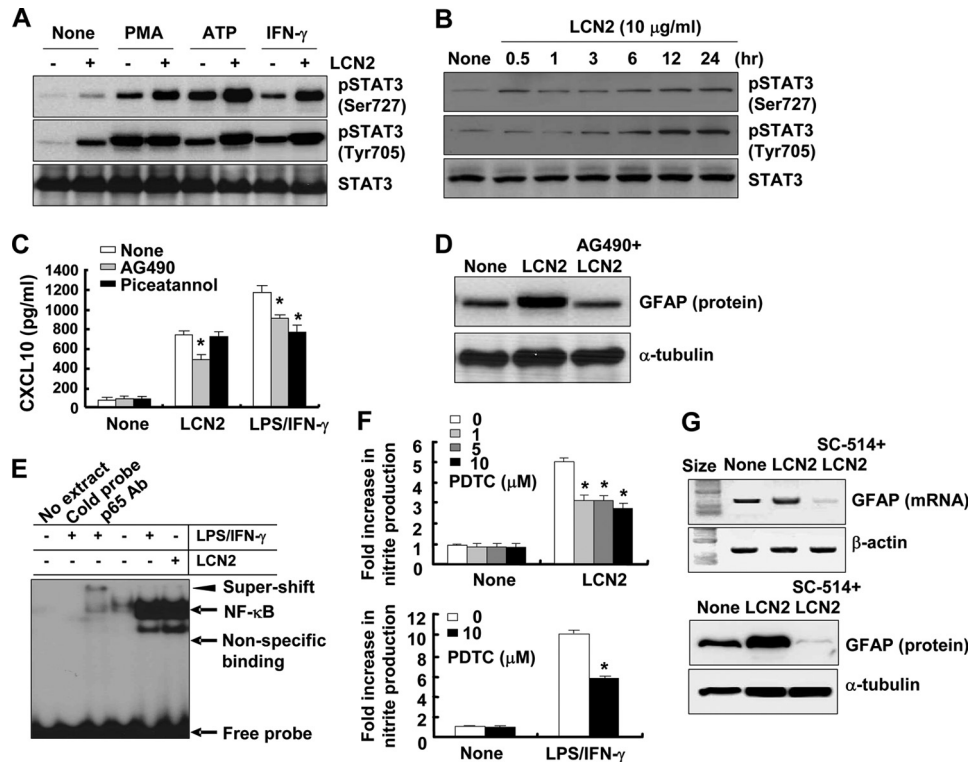 A
None PMA ATP IFN-γ
- + - + - + - + LCN2
pSTAT3
(Ser727)
pSTAT3
(Tyr705)
STAT3
B
LCN2 (10 μg/ml)
None 0.5 1 3 6 12 24 (hr)
pSTAT3
(Ser727)
pSTAT3
(Tyr705)
STAT3
C
None
AG490
Piceatannol
CXCL10 (pg/ml)
1400
1200
1000
800
600
400
200
0
* * *
None LCN2 LPS/IFN-γ
D
AG490+
None LCN2 LCN2
GFAP (protein)
α-tubulin
E
No extract
Cold probe
p65 Ab
- + + - + - LPS/IFN-γ
- - - - - + LCN2
Super-shift
NF-κB
Non-specific
binding
Free probe
F
0
1
5
10
PDTC (μM)
Fold increase in
nitrite production
6
5
4
3
2
1
0
* * *
None LCN2
0
10
PDTC (μM)
Fold increase in
nitrite production
12
10
8
6
4
2
0
*
None LPS/IFN-γ
G
SC-514+
Size None LCN2 LCN2
GFAP (mRNA)
β-actin
SC-514+
None LCN2 LCN2
GFAP (protein)
α-tubulin